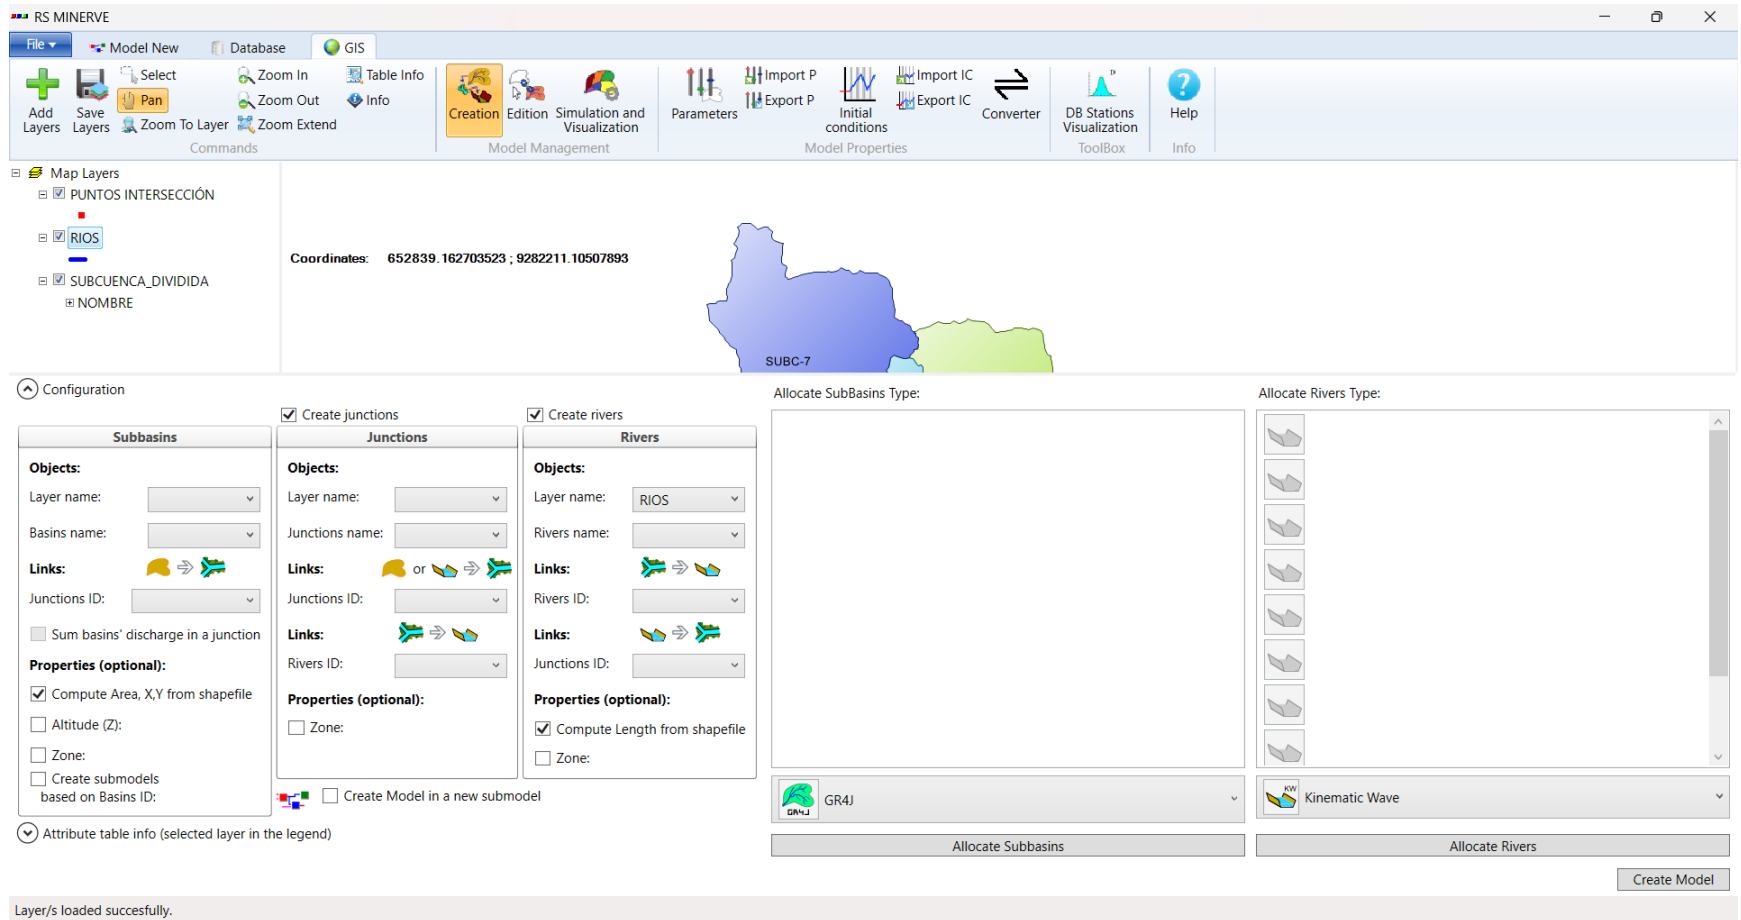 RS MINERVE
File
Model New
Database
GIS
Add Layers
Save Layers
Select
Pan
Zoom To Layer
Zoom In
Zoom Out
Zoom Extend
Table Info
Info
Commands
Creation
Edition
Simulation and Visualization
Model Management
Parameters
Import P
Export P
Initial conditions
Import IC
Export IC
Converter
Model Properties
D
DB Stations Visualization
ToolBox
Help
Info
Map Layers
PUNTOS INTERSECCIÓN
RIOS
SUBCUENCA_DIVIDIDA
NOMBRE
Coordinates: 652839.162703523 ; 9282211.10507893
SUBC-7
Configuration
Subbasins
Objects:
Layer name:
Basins name:
Links:
Junctions ID:
Sum basins' discharge in a junction
Properties (optional):
Compute Area, X,Y from shapefile
Altitude (Z):
Zone:
Create submodels
based on Basins ID:
Create junctions
Junctions
Objects:
Layer name:
Junctions name:
Links: or
Junctions ID:
Links:
Rivers ID:
Properties (optional):
Zone:
Create Model in a new submodel
Create rivers
Rivers
Objects:
Layer name: RIOS
Rivers name:
Links:
Rivers ID:
Links:
Junctions ID:
Properties (optional):
Compute Length from shapefile
Zone:
Attribute table info (selected layer in the legend)
Allocate SubBasins Type:
GR4J GR4J
Allocate Subbasins
Allocate Rivers Type:
KW Kinematic Wave
Allocate Rivers
Create Model
Layer/s loaded succesfully.